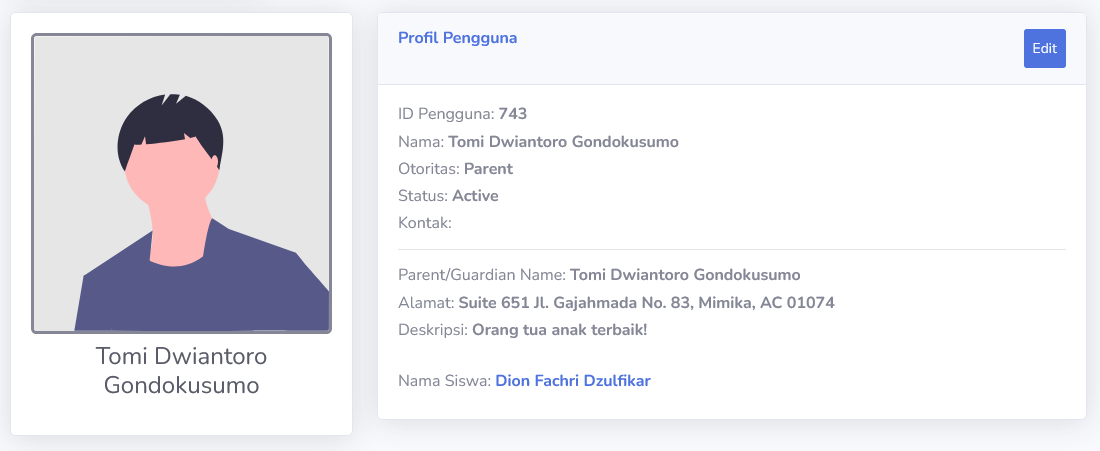 Tomi Dwiantoro
Gondokusumo
Profil Pengguna
Edit
ID Pengguna: 743
Nama: Tomi Dwiantoro Gondokusumo
Otoritas: Parent
Status: Active
Kontak:
Parent/Guardian Name: Tomi Dwiantoro Gondokusumo
Alamat: Suite 651 Jl. Gajahmada No. 83, Mimika, AC 01074
Deskripsi: Orang tua anak terbaik!
Nama Siswa: Dion Fachri Dzulfikar